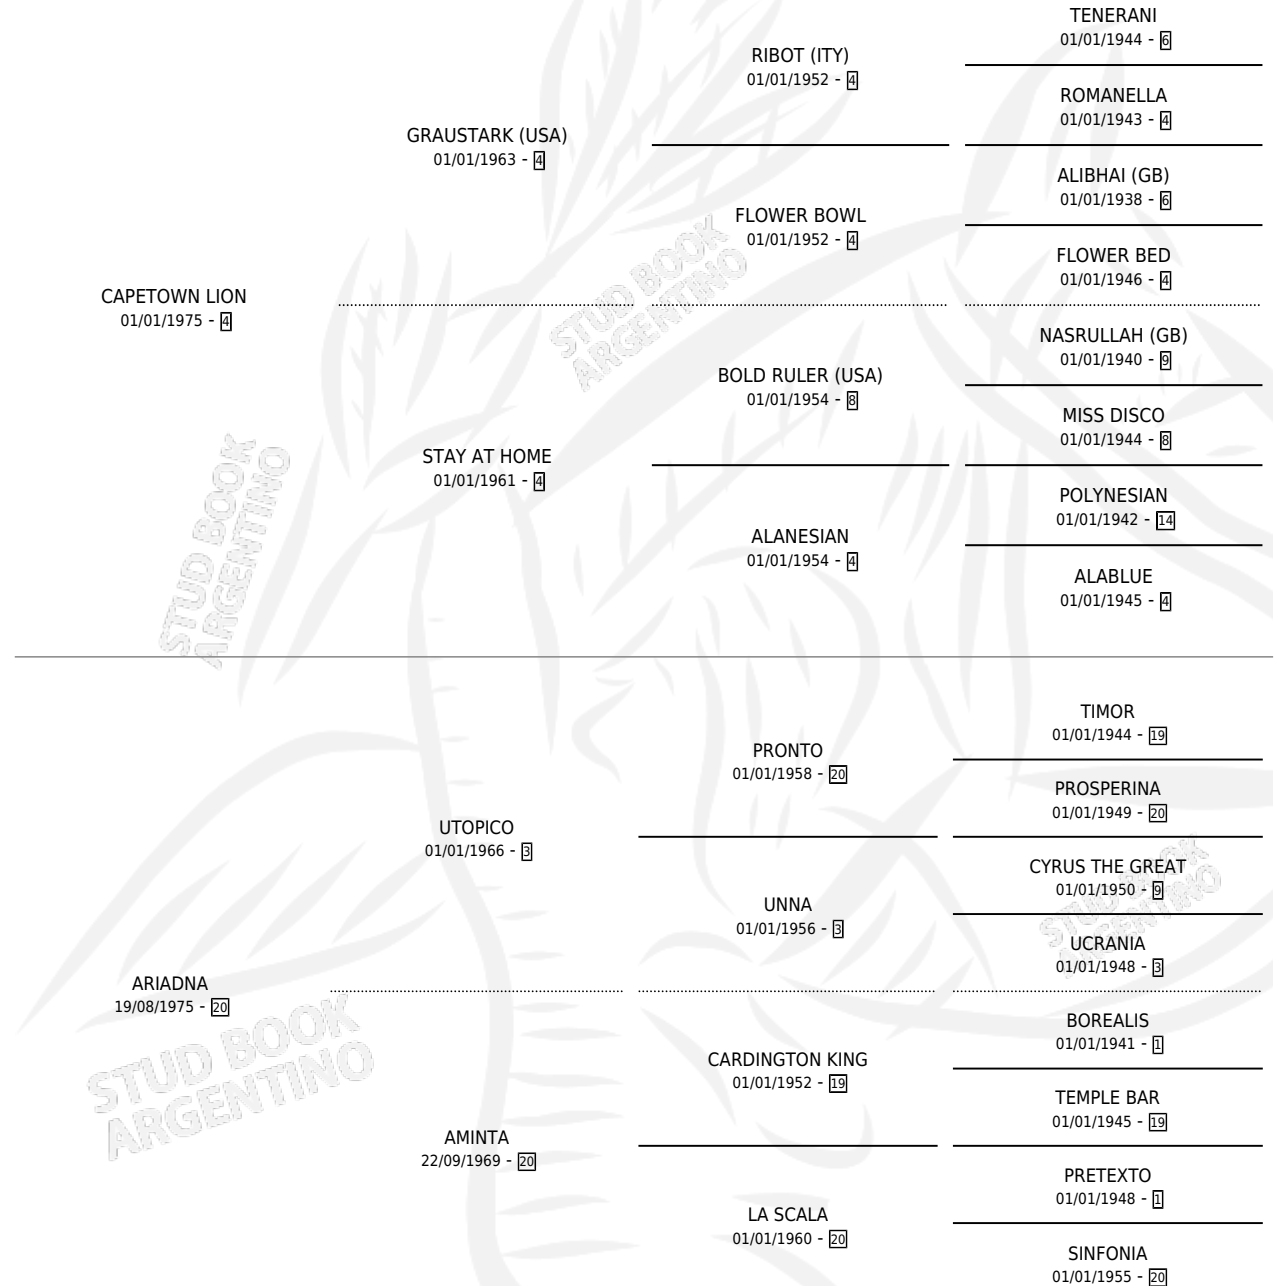 TENERANI
01/01/1944 - 6
RIBOT (ITY)
01/01/1952 - 4
ROMANELLA
01/01/1943 - 4
GRAUSTARK (USA)
01/01/1963 - 4
ALIBHAI (GB)
01/01/1938 - 6
FLOWER BOWL
01/01/1952 - 4
FLOWER BED
01/01/1946 - 4
CAPETOWN LION
01/01/1975 - 4
STUD BOOK
ARGENTINO
NASRULLAH (GB)
01/01/1940 - 9
BOLD RULER (USA)
01/01/1954 - 8
MISS DISCO
01/01/1944 - 8
STAY AT HOME
01/01/1961 - 4
POLYNESIAN
01/01/1942 - 14
ALANESIAN
01/01/1954 - 4
ALABLUE
01/01/1945 - 4
STUD BOOK
ARGENTINO
TIMOR
01/01/1944 - 19
PRONTO
01/01/1958 - 20
PROSPERINA
01/01/1949 - 20
UTOPICO
01/01/1966 - 3
CYRUS THE GREAT
01/01/1950 - 9
UNNA
01/01/1956 - 3
STUD BOOK
ARGENTINO
UCRANIA
01/01/1948 - 3
ARIADNA
19/08/1975 - 20
BOREALIS
01/01/1941 - 1
CARDINGTON KING
01/01/1952 - 19
STUD BOOK
ARGENTINO
TEMPLE BAR
01/01/1945 - 19
AMINTA
22/09/1969 - 20
PRETEXTO
01/01/1948 - 1
LA SCALA
01/01/1960 - 20
SINFONIA
01/01/1955 - 20